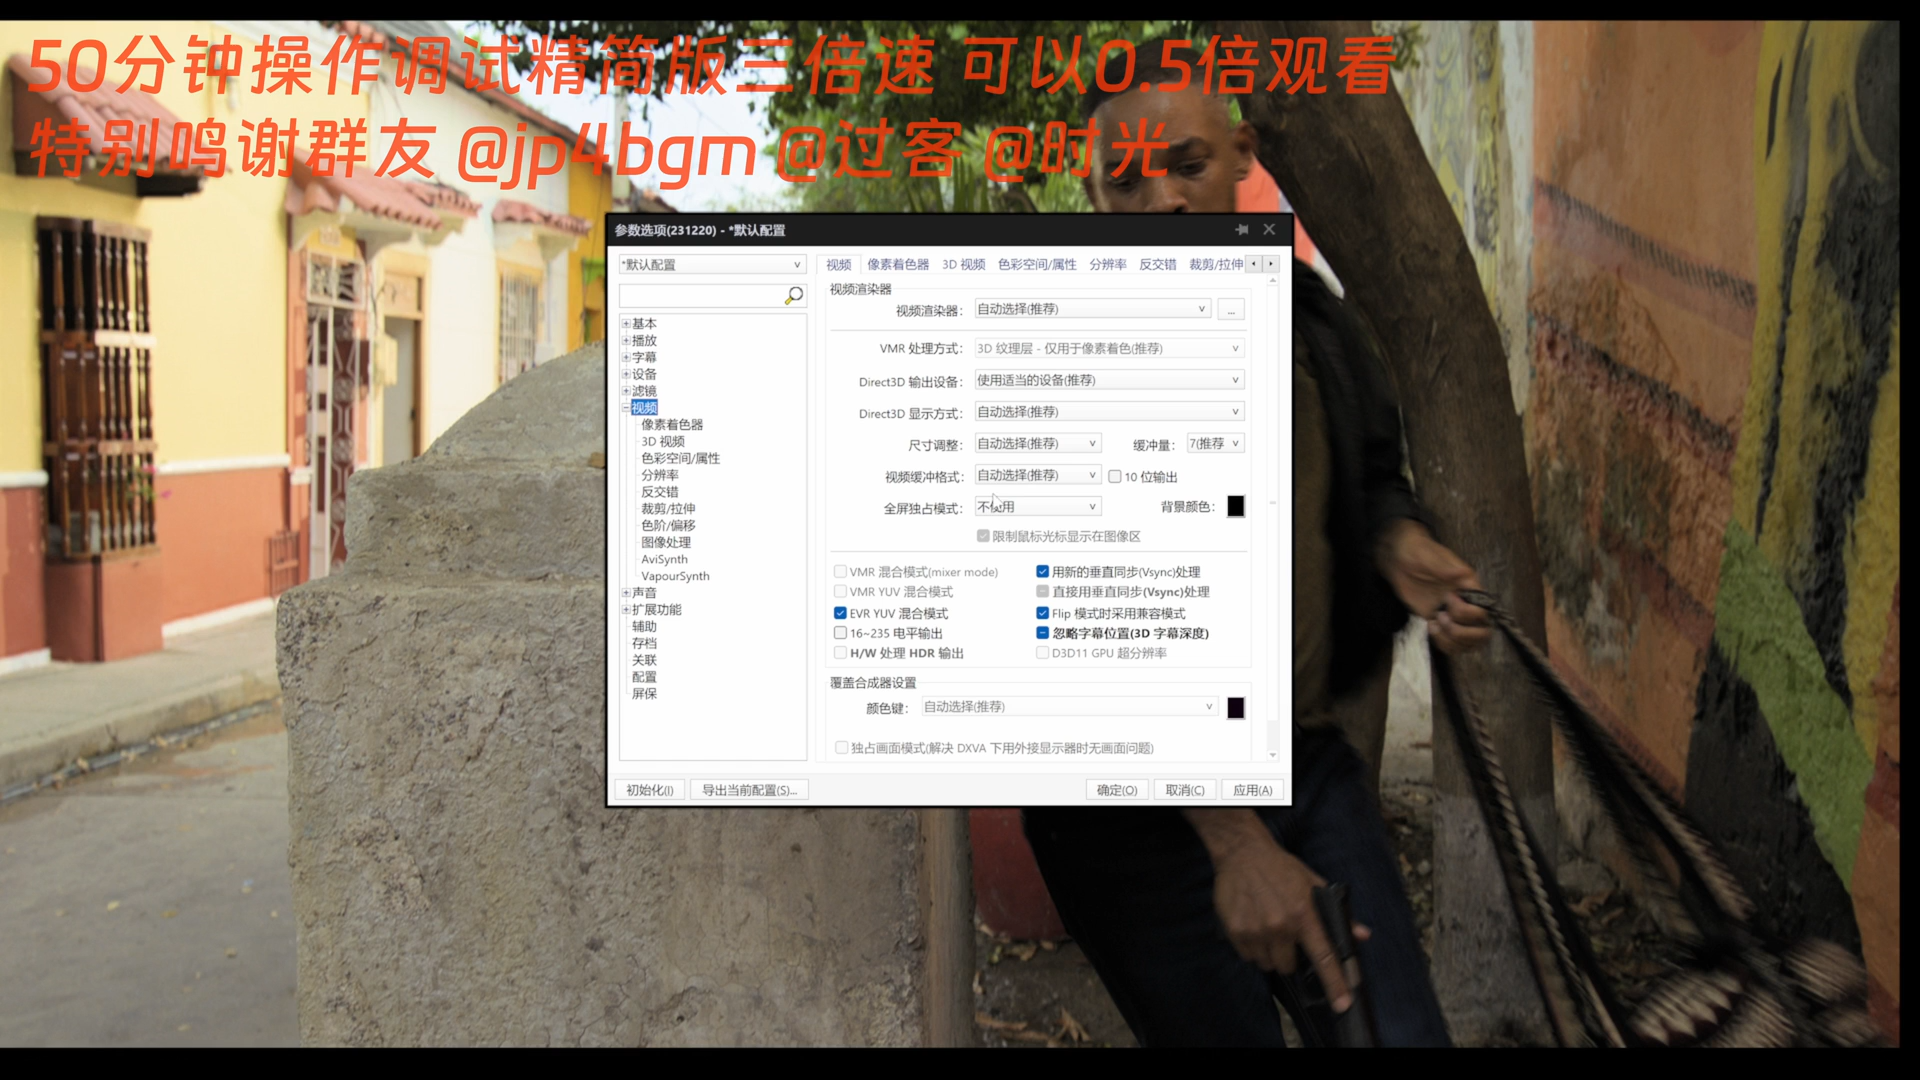 50分钟操作调试精简版三倍速 可以0.5倍观看
特别鸣谢群友 @jp4bgm @过客 @时光
参数选项(231220) - *默认配置
*默认配置
视频 像素着色器 3D 视频 色彩空间/属性 分辨率 反交错 裁剪/拉伸
基本
播放
字幕
设备
滤镜
视频
像素着色器
3D 视频
色彩空间/属性
分辨率
反交错
裁剪/拉伸
色阶/偏移
图像处理
AviSynth
VapourSynth
声音
扩展功能
辅助
存档
关联
配置
屏保
视频渲染器
视频渲染器: 自动选择(推荐) ...
VMR 处理方式: 3D 纹理层 - 仅用于像素着色(推荐)
Direct3D 输出设备: 使用适当的设备(推荐)
Direct3D 显示方式: 自动选择(推荐)
尺寸调整: 自动选择(推荐) 缓冲量: 7(推荐
视频缓冲格式: 自动选择(推荐) 10 位输出
全屏独占模式: 不使用 背景颜色:
限制鼠标光标显示在图像区
VMR 混合模式(mixer mode) 用新的垂直同步(Vsync)处理
VMR YUV 混合模式 直接用垂直同步(Vsync)处理
EVR YUV 混合模式 Flip 模式时采用兼容模式
16~235 电平输出 忽略字幕位置(3D 字幕深度)
H/W 处理 HDR 输出 D3D11 GPU 超分辨率
覆盖合成器设置
颜色键: 自动选择(推荐)
独占画面模式(解决 DXVA 下用外接显示器时无画面问题)
初始化(I) 导出当前配置(S)... 确定(O) 取消(C) 应用(A)